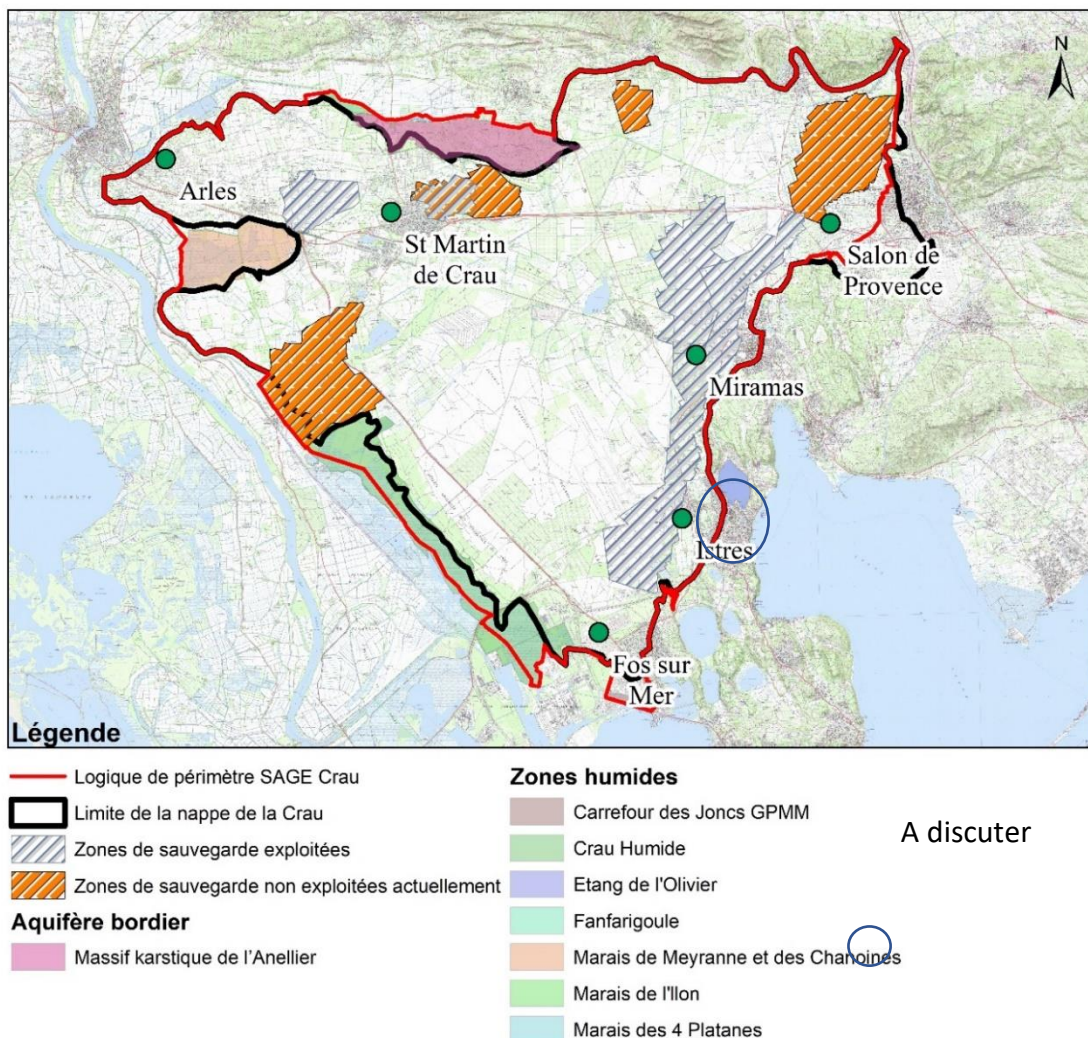 N
Arles
St Martin
de Crau
Salon de
Provence
Miramas
Istres
Fos sur
Mer
Légende
Logique de périmètre SAGE Crau
Limite de la nappe de la Crau
Zones de sauvegarde exploitées
Zones de sauvegarde non exploitées actuellement
Aquifère bordier
Massif karstique de l'Anellier
Zones humides
Carrefour des Joncs GPMM
Crau Humide
Etang de l'Olivier
Fanfarigoule
Marais de Meyranne et des Chanoines
Marais de l'Ilon
Marais des 4 Platanes
A discuter